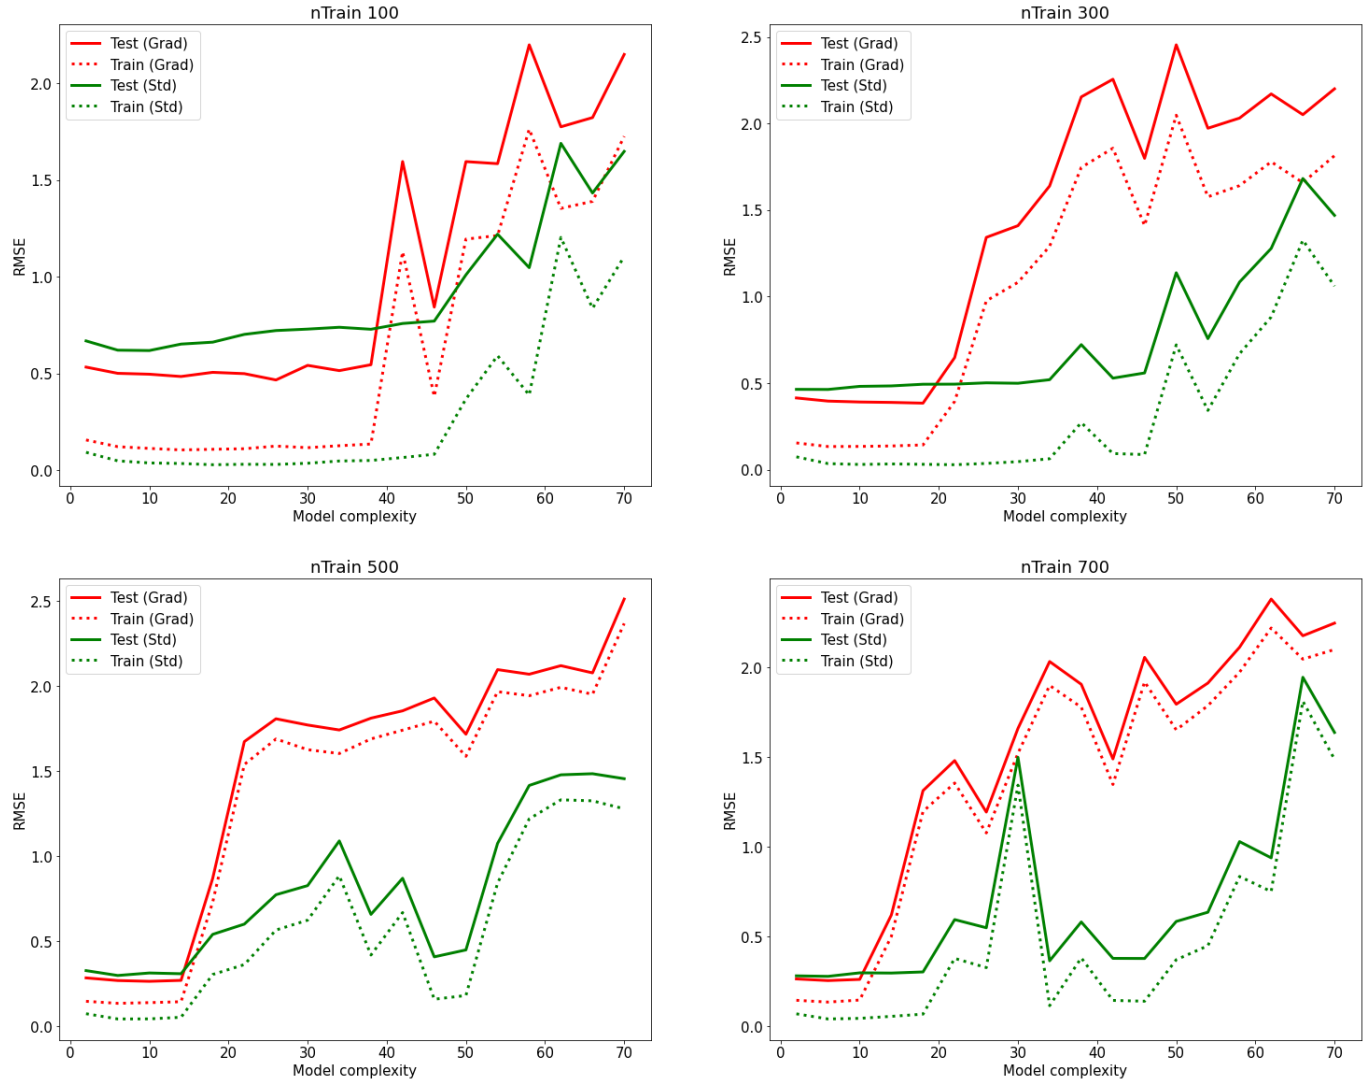 nTrain 100
Test (Grad)
Train (Grad)
Test (Std)
Train (Std)
RMSE
2.0
1.5
1.0
0.5
0.0
0 10 20 30 40 50 60 70
Model complexity
nTrain 300
Test (Grad)
Train (Grad)
Test (Std)
Train (Std)
RMSE
2.5
2.0
1.5
1.0
0.5
0.0
0 10 20 30 40 50 60 70
Model complexity
nTrain 500
Test (Grad)
Train (Grad)
Test (Std)
Train (Std)
RMSE
2.5
2.0
1.5
1.0
0.5
0.0
0 10 20 30 40 50 60 70
Model complexity
nTrain 700
Test (Grad)
Train (Grad)
Test (Std)
Train (Std)
RMSE
2.0
1.5
1.0
0.5
0.0
0 10 20 30 40 50 60 70
Model complexity